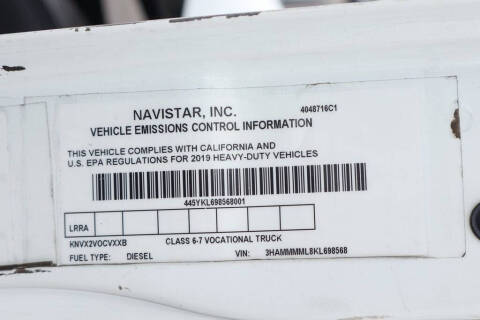 NAVISTAR, INC. 4048716C1
VEHICLE EMISSIONS CONTROL INFORMATION
THIS VEHICLE COMPLIES WITH CALIFORNIA AND
U.S. EPA REGULATIONS FOR 2019 HEAVY-DUTY VEHICLES
445YKL698568001
LRRA
KNVX2VOCVXXB CLASS 6-7 VOCATIONAL TRUCK
FUEL TYPE: DIESEL VIN: 3HAMMMML8KL698568